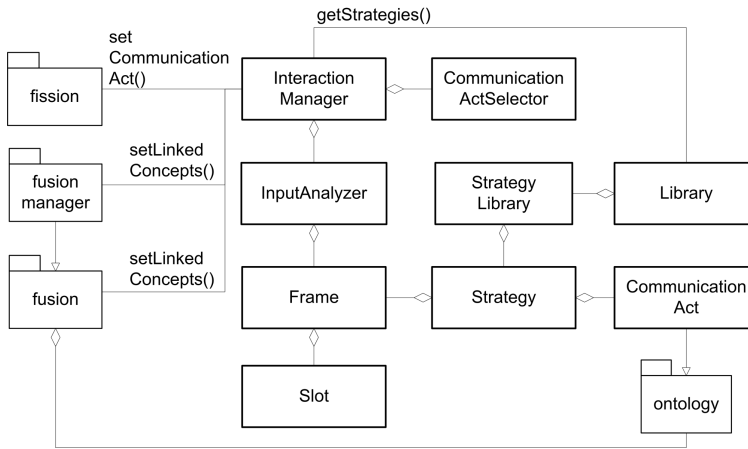 getStrategies()
set
Communication
Act()
fission
Interaction
Manager
Communication
ActSelector
setLinked
Concepts()
fusion
manager
InputAnalyzer
Strategy
Library
Library
setLinked
Concepts()
fusion
Frame
Strategy
Communication
Act
Slot
ontology